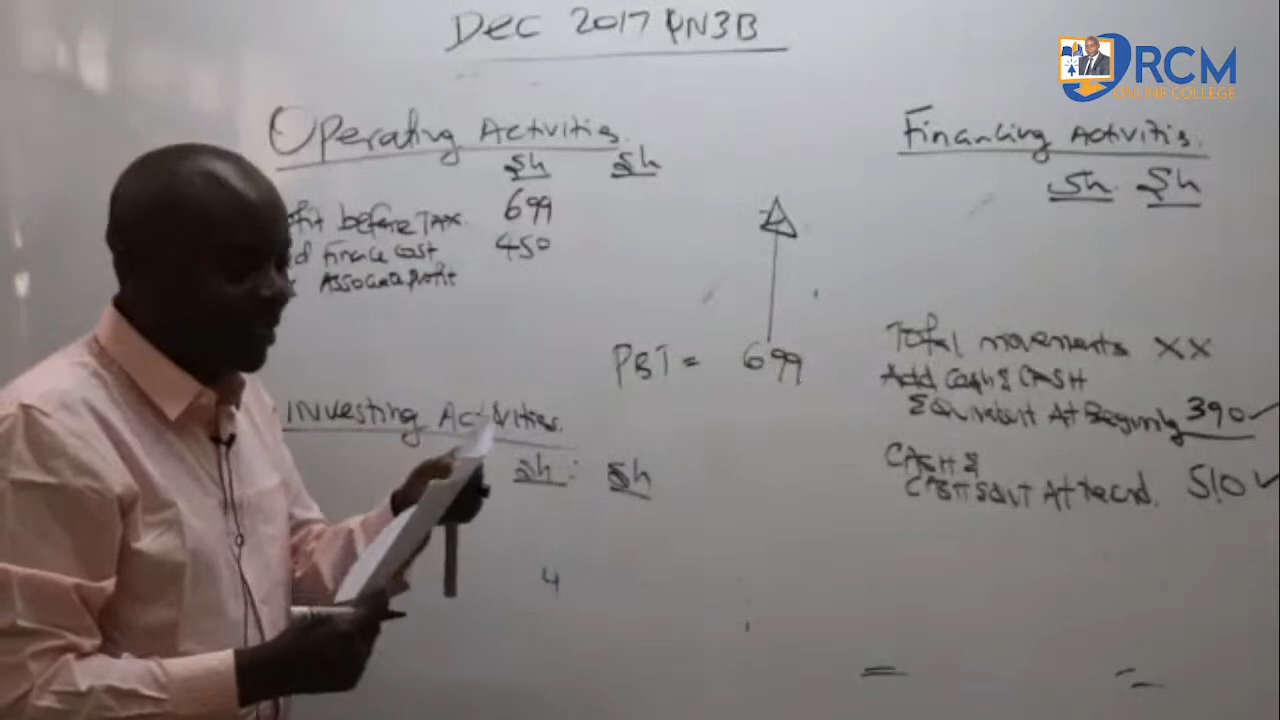 Dec 2017 QN3B
RCM
ONLINE COLLEGE
Operating Activities.
Sh Sh
fit before TAX 699
d Finance cost 450
Associate profit
PBT = 699
Investing Activities.
Sh Sh
4
Financing Activities.
Sh Sh
Total movements XX
Add Cash & CASH
Equivalent At Beginning 390
CASH &
At the end. 510